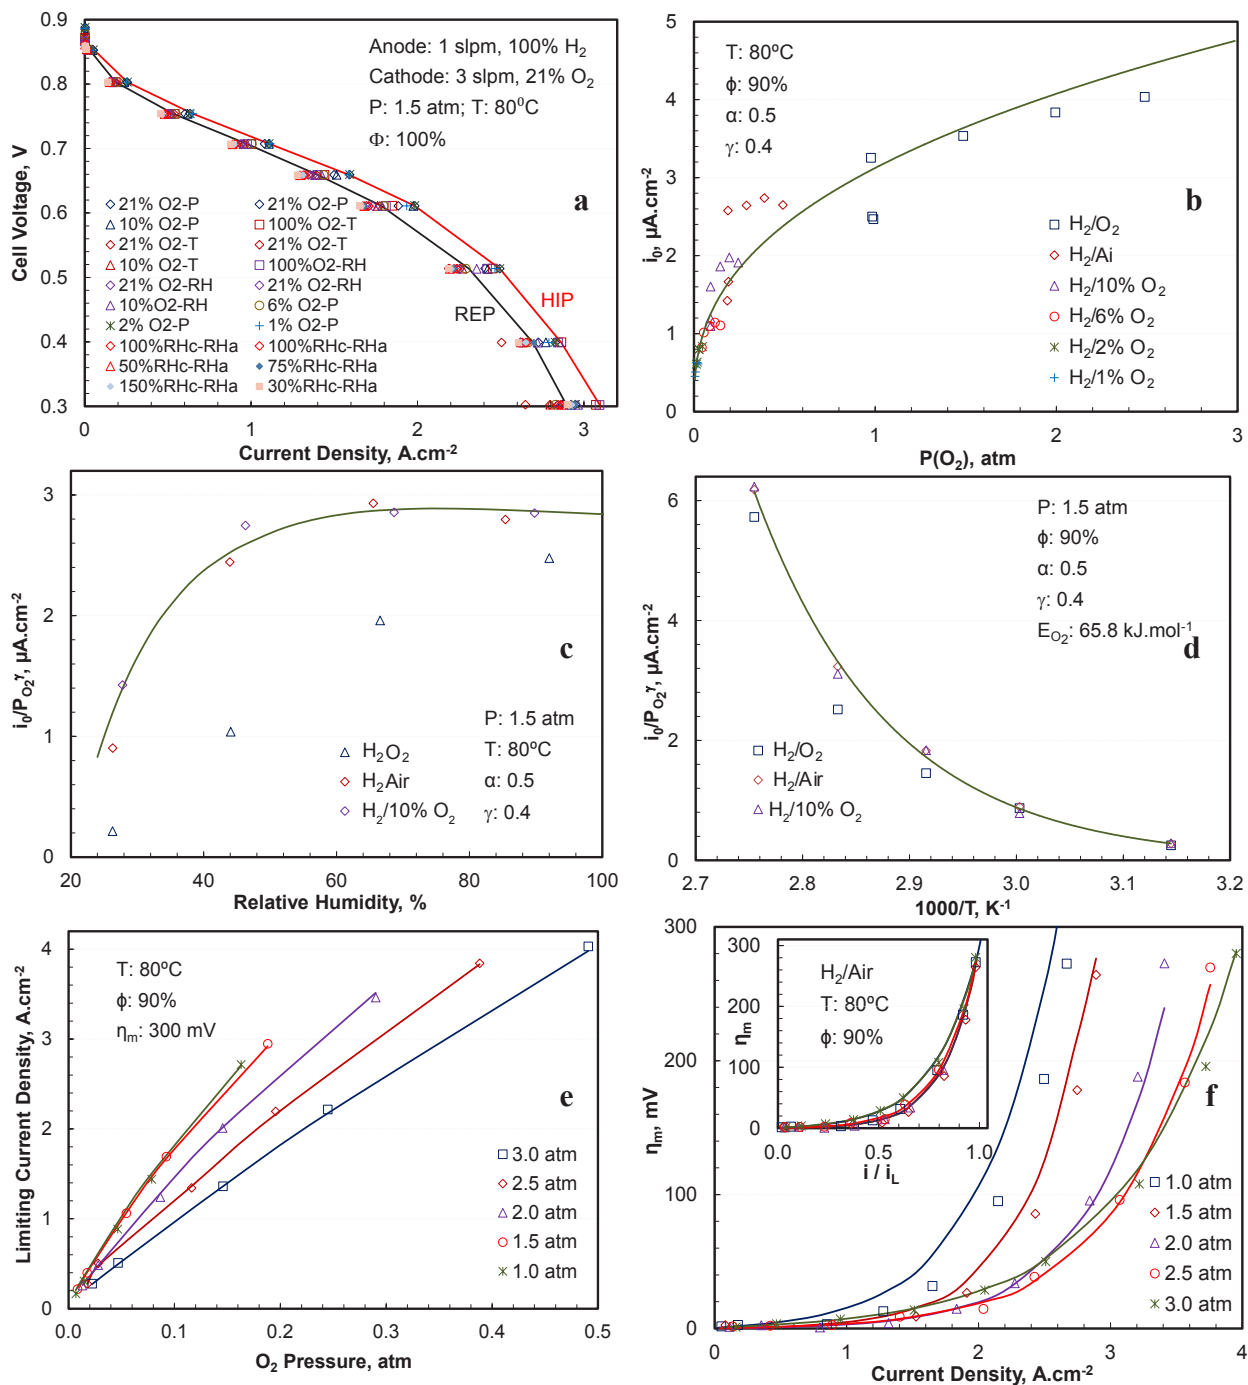 Cell Voltage, V
0.9
0.8
0.7
0.6
0.5
0.4
0.3
Anode: 1 slpm, 100% H2
Cathode: 3 slpm, 21% O2
P: 1.5 atm; T: 80⁰C
Φ: 100%
a
21% O2-P 21% O2-P
10% O2-P 100% O2-T
21% O2-T 21% O2-T
10% O2-T 100%O2-RH
21% O2-RH 21% O2-RH
10%O2-RH 6% O2-P
2% O2-P 1% O2-P
100%RHc-RHa 100%RHc-RHa
50%RHc-RHa 75%RHc-RHa
150%RHc-RHa 30%RHc-RHa
REP
HIP
0 1 2 3
Current Density, A.cm-2
i0, µA.cm-2
5
4
3
2
1
0
T: 80ºC
ϕ: 90%
α: 0.5
γ: 0.4
b
H2/O2
H2/Ai
H2/10% O2
H2/6% O2
H2/2% O2
H2/1% O2
0 1 2 3
P(O2), atm
i0/PO2γ, µA.cm-2
3
2
1
0
c
P: 1.5 atm
T: 80ºC
α: 0.5
γ: 0.4
H2O2
H2Air
H2/10% O2
20 40 60 80 100
Relative Humidity, %
i0/PO2γ, µA.cm-2
6
4
2
0
P: 1.5 atm
ϕ: 90%
α: 0.5
γ: 0.4
EO2: 65.8 kJ.mol-1
d
H2/O2
H2/Air
H2/10% O2
2.7 2.8 2.9 3.0 3.1 3.2
1000/T, K-1
Limiting Current Density, A.cm-2
4
3
2
1
0
T: 80ºC
ϕ: 90%
ηm: 300 mV
e
3.0 atm
2.5 atm
2.0 atm
1.5 atm
1.0 atm
0.0 0.1 0.2 0.3 0.4 0.5
O2 Pressure, atm
ηm, mV
300
200
100
0
ηm
300
200
100
0
H2/Air
T: 80ºC
ϕ: 90%
0.0 0.5 1.0
i / iL
f
1.0 atm
1.5 atm
2.0 atm
2.5 atm
3.0 atm
0 1 2 3 4
Current Density, A.cm-2